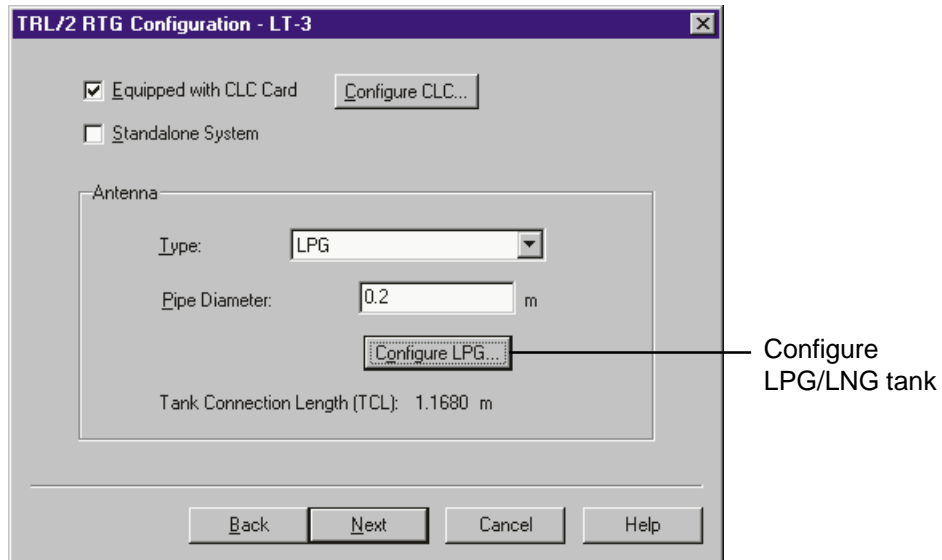 TRL/2 RTG Configuration - LT-3
Equipped with CLC Card
Configure CLC...
Standalone System
Antenna
Type:
LPG
Pipe Diameter:
0.2
m
Configure LPG...
Configure
LPG/LNG tank
Tank Connection Length (TCL): 1.1680 m
Back
Next
Cancel
Help